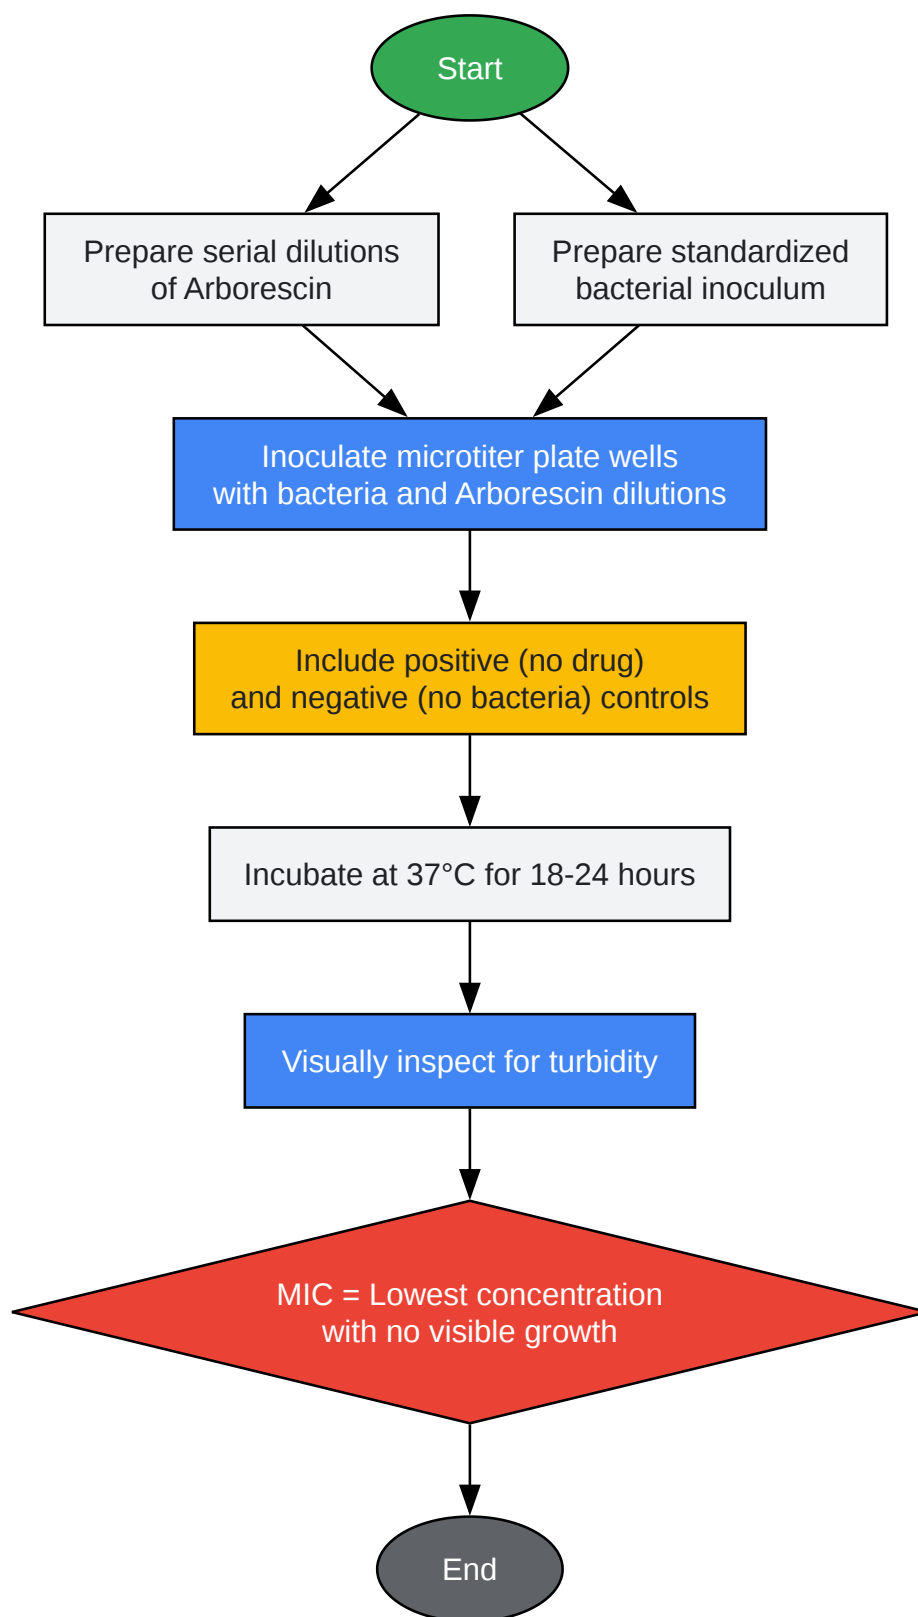 Start
Prepare serial dilutions
of Arborescin
Prepare standardized
bacterial inoculum
Inoculate microtiter plate wells
with bacteria and Arborescin dilutions
Include positive (no drug)
and negative (no bacteria) controls
Incubate at 37°C for 18-24 hours
Visually inspect for turbidity
MIC = Lowest concentration
with no visible growth
End